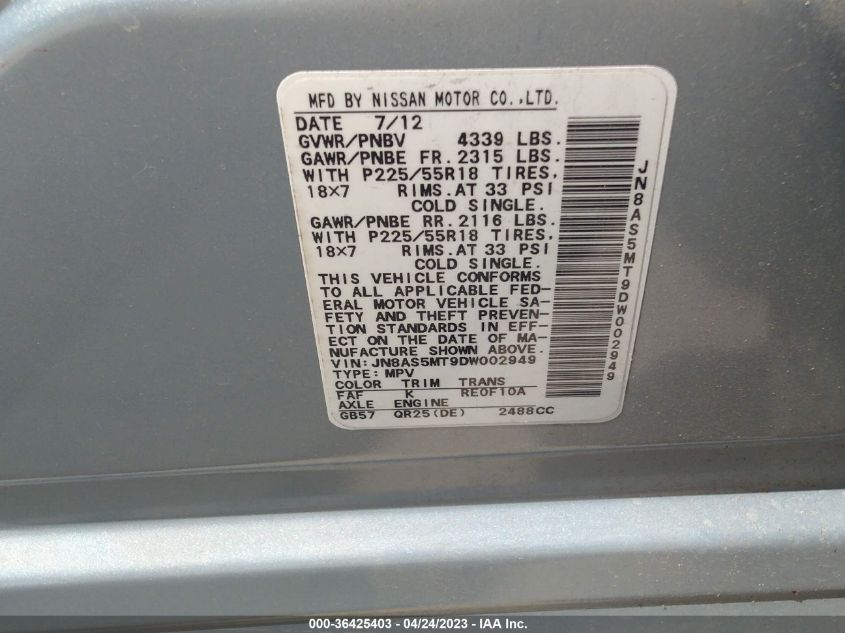 MFD BY NISSAN MOTOR CO.,LTD.
DATE 7/12
GVWR/PNBV 4339 LBS.
GAWR/PNBE FR. 2315 LBS.
WITH P225/55R18 TIRES,
18×7 RIMS. AT 33 PSI
COLD SINGLE.
GAWR/PNBE RR. 2116 LBS.
WITH P225/55R18 TIRES,
18×7 RIMS. AT 33 PSI
COLD SINGLE.
THIS VEHICLE CONFORMS
TO ALL APPLICABLE FED-
ERAL MOTOR VEHICLE SA-
FETY AND THEFT PREVEN-
TION STANDARDS IN EFF-
ECT ON THE DATE OF MA-
NUFACTURE SHOWN ABOVE.
VIN: JN8AS5MT9DW002949
TYPE: MPV
COLOR TRIM TRANS
FAF K RE0F10A
AXLE ENGINE
GB57 QR25(DE) 2488CC
JN8AS5MT9DW002949
000-36425403 - 04/24/2023 - IAA Inc.